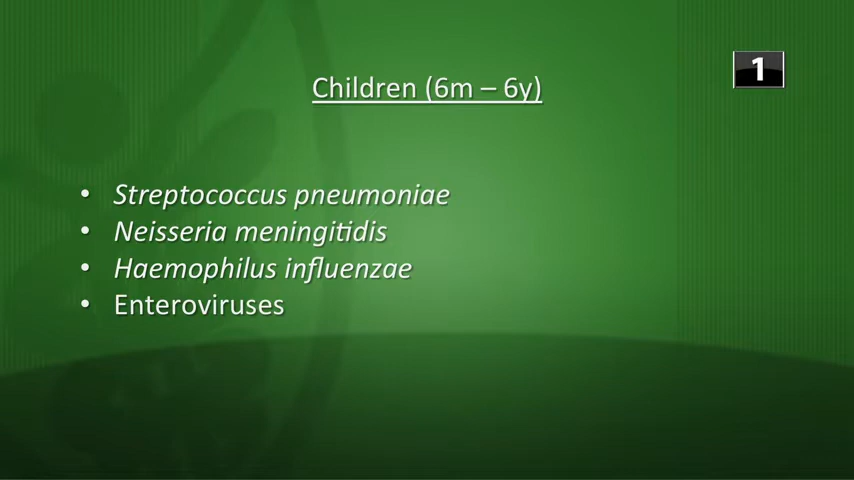 1
Children (6m – 6y)
• Streptococcus pneumoniae
• Neisseria meningitidis
• Haemophilus influenzae
• Enteroviruses